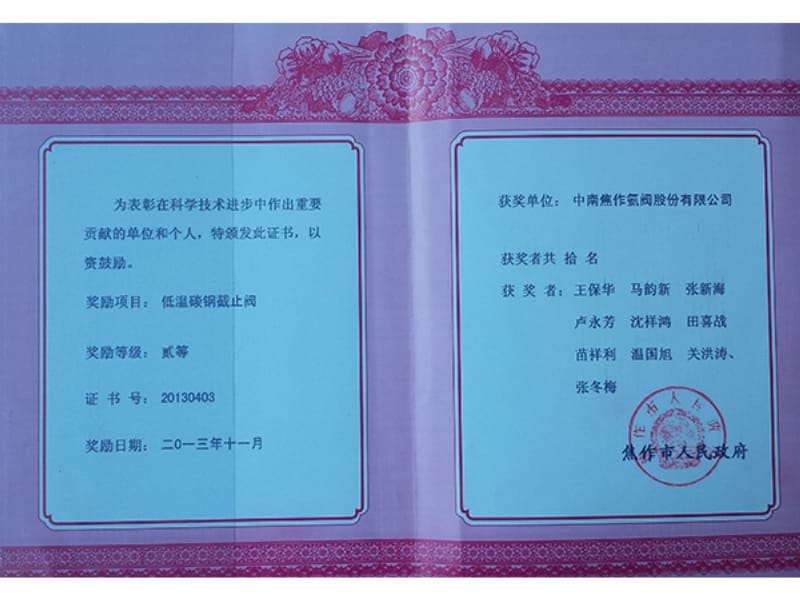 为表彰在科学技术进步中作出重要
贡献的单位和个人，特颁发此证书，以
资鼓励。
奖励项目：低温碳钢截止阀
奖励等级：贰等
证 书 号：20130403
奖励日期：二〇一三年十一月
获奖单位： 中南焦作氨阀股份有限公司
获奖者共 拾 名
获 奖 者：王保华 马韵新 张新海
卢永芳 沈祥鸿 田喜战
苗祥利 温国旭 关洪涛、
张冬梅
焦作市人民政府